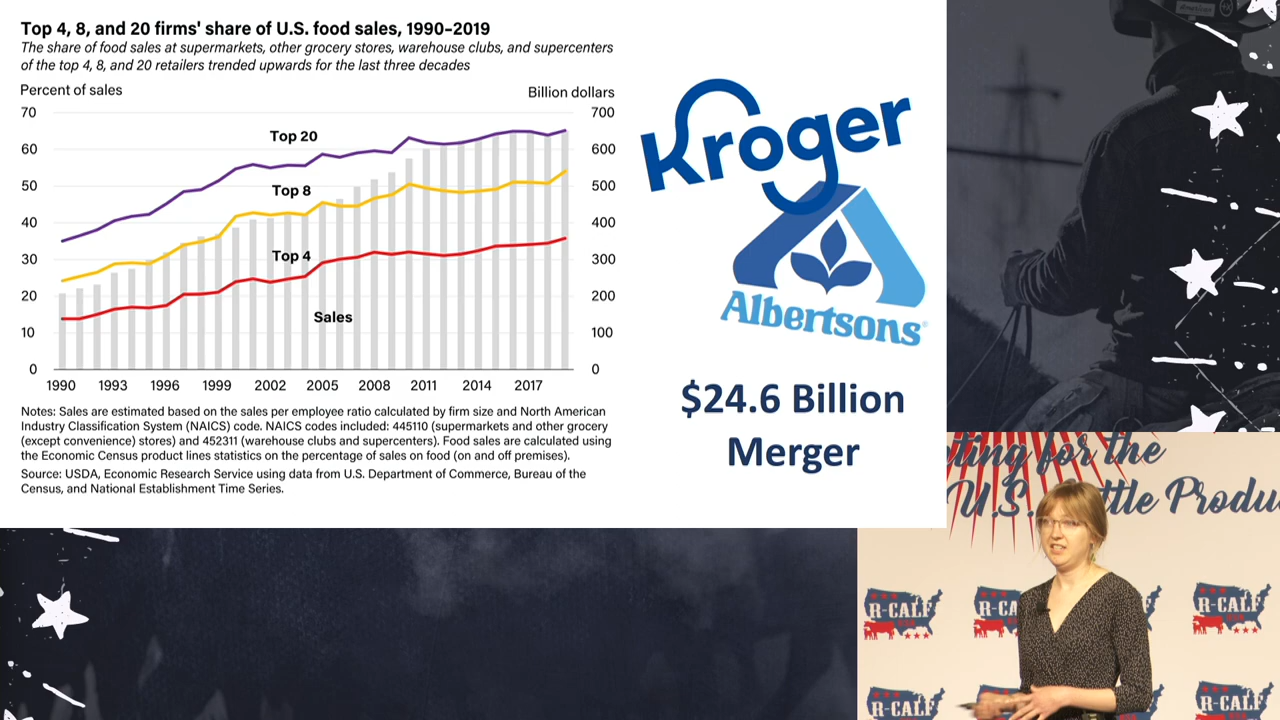 Top 4, 8, and 20 firms' share of U.S. food sales, 1990–2019
The share of food sales at supermarkets, other grocery stores, warehouse clubs, and supercenters
of the top 4, 8, and 20 retailers trended upwards for the last three decades
Percent of sales
Billion dollars
70
60
50
40
30
20
10
0
700
600
500
400
300
200
100
0
Top 20
Top 8
Top 4
Sales
1990 1993 1996 1999 2002 2005 2008 2011 2014 2017
Notes: Sales are estimated based on the sales per employee ratio calculated by firm size and North American
Industry Classification System (NAICS) code. NAICS codes included: 445110 (supermarkets and other grocery
(except convenience) stores) and 452311 (warehouse clubs and supercenters). Food sales are calculated using
the Economic Census product lines statistics on the percentage of sales on food (on and off premises).
Source: USDA, Economic Research Service using data from U.S. Department of Commerce, Bureau of the
Census, and National Establishment Time Series.
Kroger
Albertsons®
$24.6 Billion
Merger
for the
U.S. ttle Produ
R-CALF
USA
R-CA
R-CALF
R-CALF
R-CALF